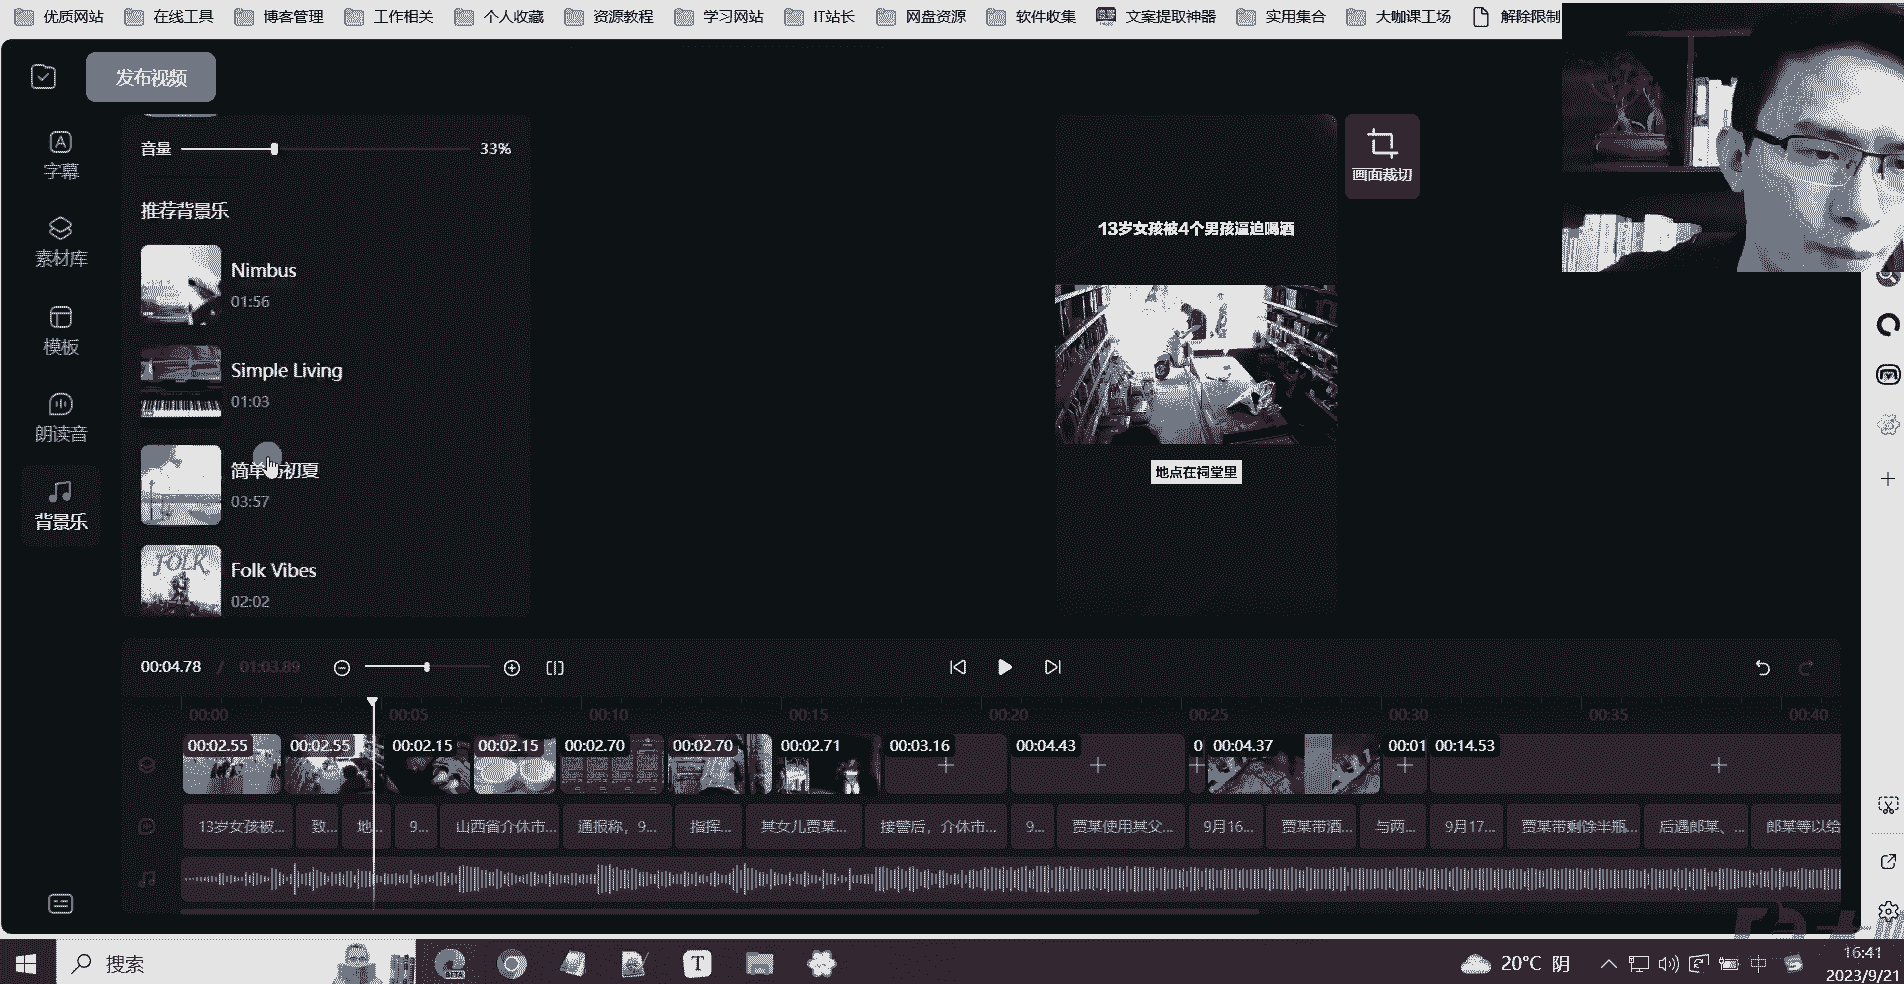 优质网站
在线工具
博客管理
工作相关
个人收藏
资源教程
学习网站
IT站长
网盘资源
软件收集
文案提取神器
实用集合
大咖课工场
解除限制
发布视频
字幕
素材库
模板
朗读音
背景乐
音量
33%
推荐背景乐
Nimbus
01:56
Simple Living
01:03
简单
初夏
03:57
FOLK
Folk Vibes
02:02
13岁女孩被4个男孩逼迫喝酒
地点在祠堂里
画面裁切
00:04.78 / 01:03.89
00:00
00:05
00:10
00:15
00:20
00:25
00:30
00:35
00:40
00:02.55
00:02.55
00:02.15
00:02.15
00:02.70
00:02.70
00:02.71
00:03.16
00:04.43
0
00:04.37
00:01
00:14.53
13岁女孩被...
致...
地...
9...
山西省介休市...
通报称，9...
指挥...
其女儿贾某...
接警后，介休市...
9...
贾某使用其父...
9月16...
贾某带酒...
与两...
9月17...
贾某带剩馀半瓶...
后遇郎某、...
郎某等以给
搜索
BETA
T
20°C 阴
中
16:41
2023/9/21